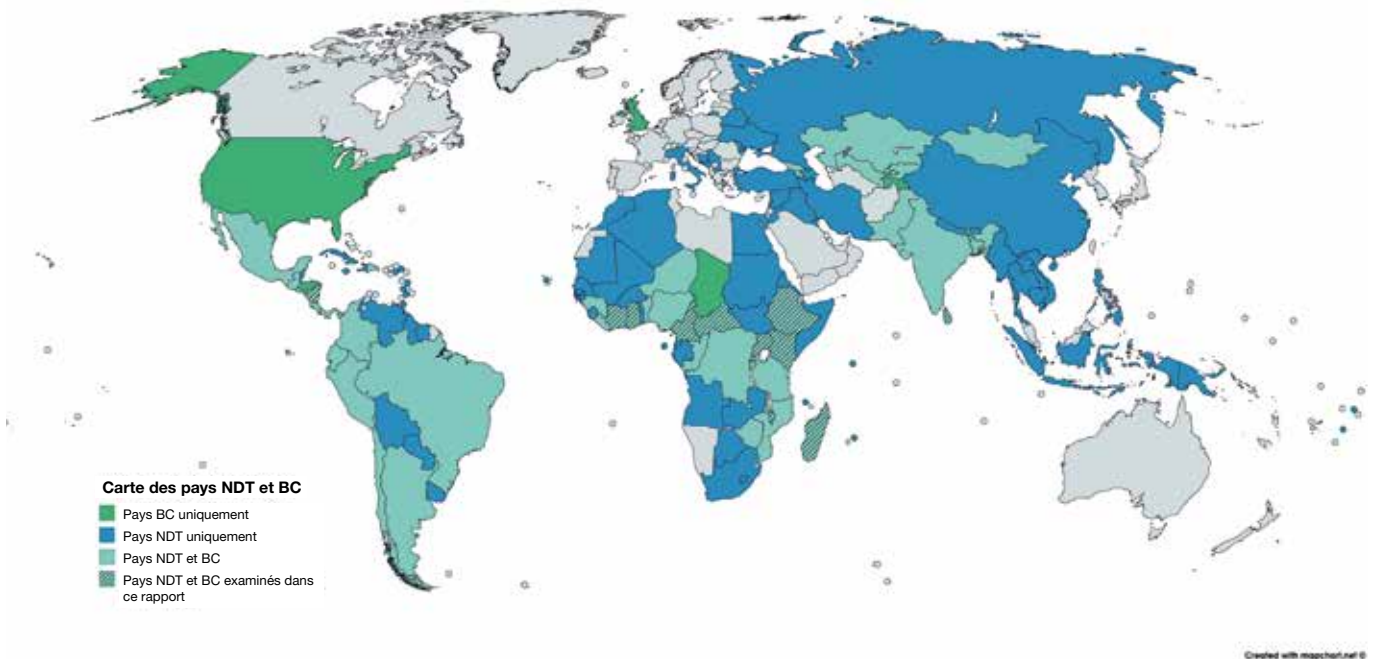 Carte des pays NDT et BC
Pays BC uniquement
Pays NDT uniquement
Pays NDT et BC
Pays NDT et BC examinés dans
ce rapport
Created with mapchart.net ©